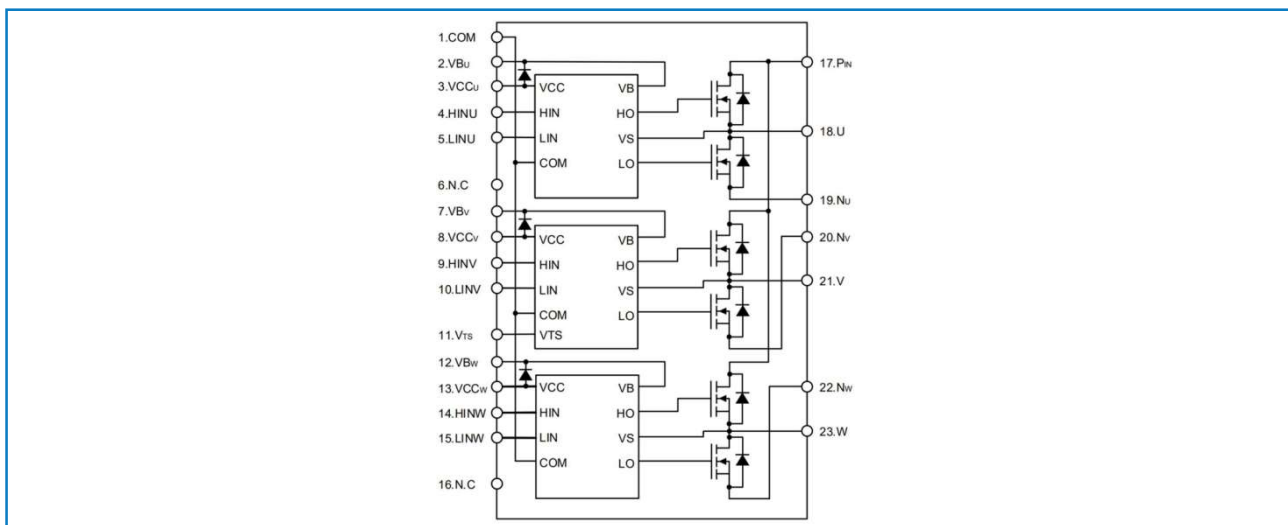 1.COM
2.VBU
3.VCCU
4.HINU
5.LINU
6.N.C
7.VBV
8.VCCV
9.HINV
10.LINV
11.VTS
12.VBW
13.VCCW
14.HINW
15.LINW
16.N.C
VCC VB
HIN HO
LIN VS
COM LO
VCC VB
HIN HO
LIN VS
COM LO
VTS
VCC VB
HIN HO
LIN VS
COM LO
17.PIN
18.U
19.NU
20.NV
21.V
22.NW
23.W